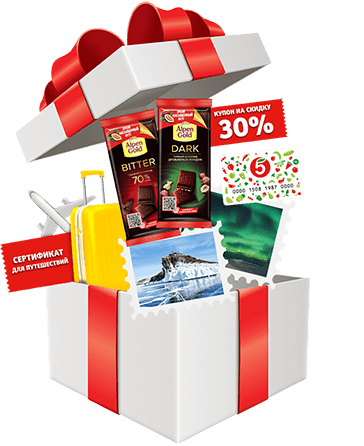 КУПОН НА СКИДКУ
30%
Alpen
Gold
BITTER
70%
Alpen
Gold
DARK
5
0000 1508 1987 0000
СЕРТИФИКАТ
ДЛЯ ПУТЕШЕСТВИЙ